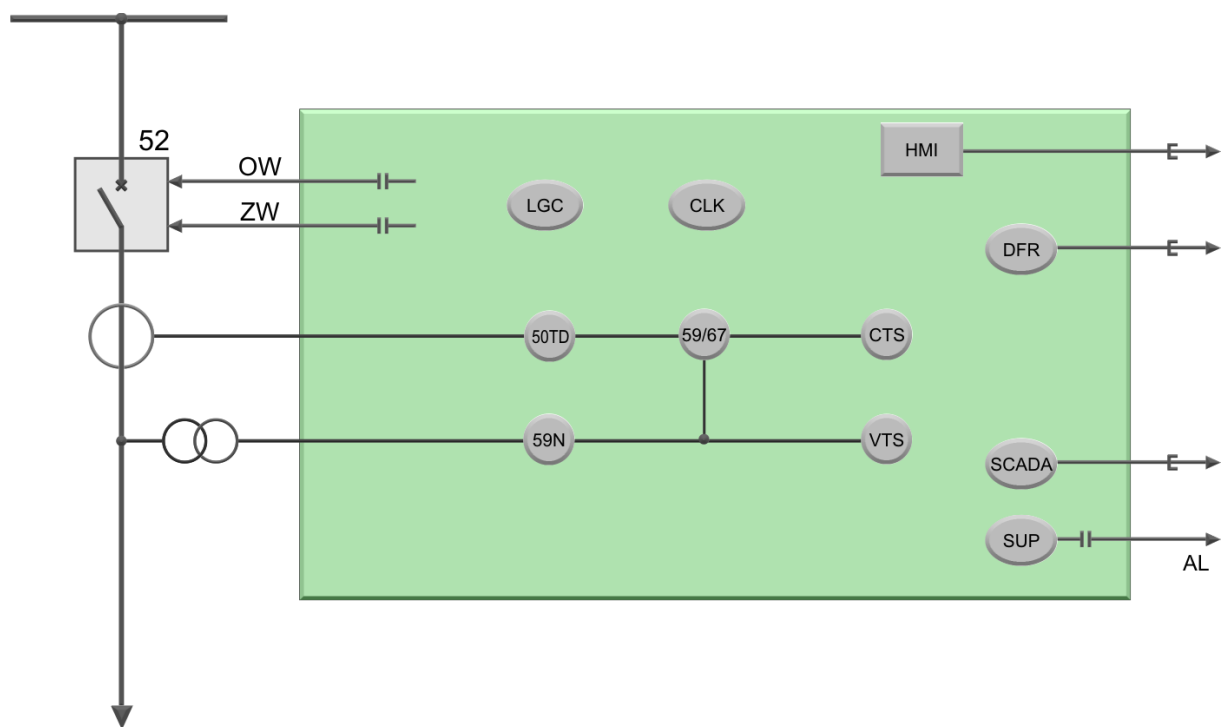 52
HMI
OW
ZW
LGC
CLK
DFR
50TD
59/67
CTS
59N
VTS
SCADA
SUP
AL